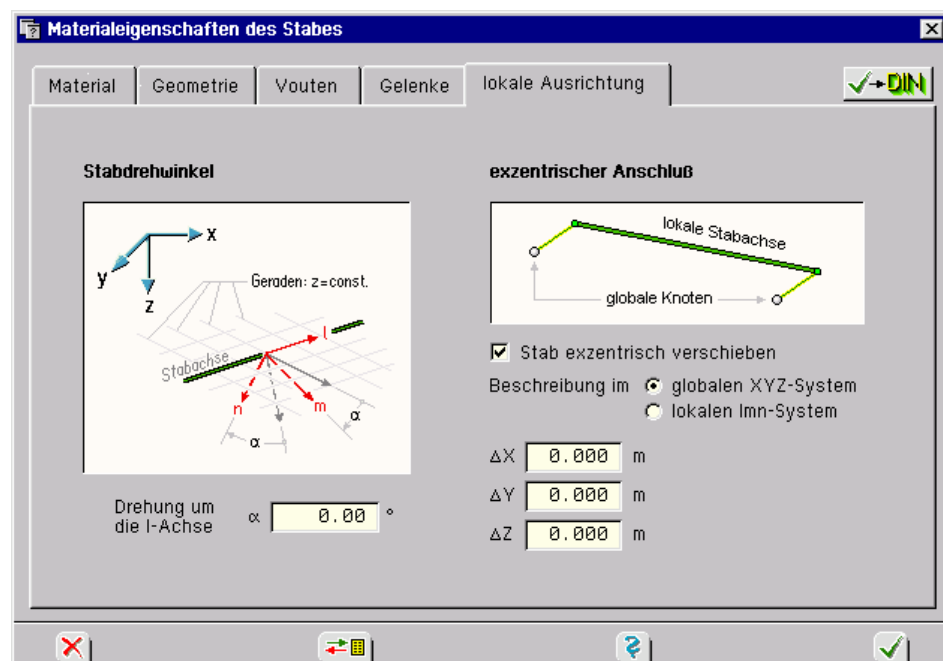 Materialeigenschaften des Stabes
Material
Geometrie
Vouten
Gelenke
lokale Ausrichtung
DIN
Stabdrehwinkel
x
y
z
Geraden: z=const.
Stabachse
l
n
m
α
α
Drehung um
die l-Achse
α
0.00
°
exzentrischer Anschluß
lokale Stabachse
globale Knoten
Stab exzentrisch verschieben
Beschreibung im
globalen XYZ-System
lokalen lmn-System
ΔX 0.000 m
ΔY 0.000 m
ΔZ 0.000 m